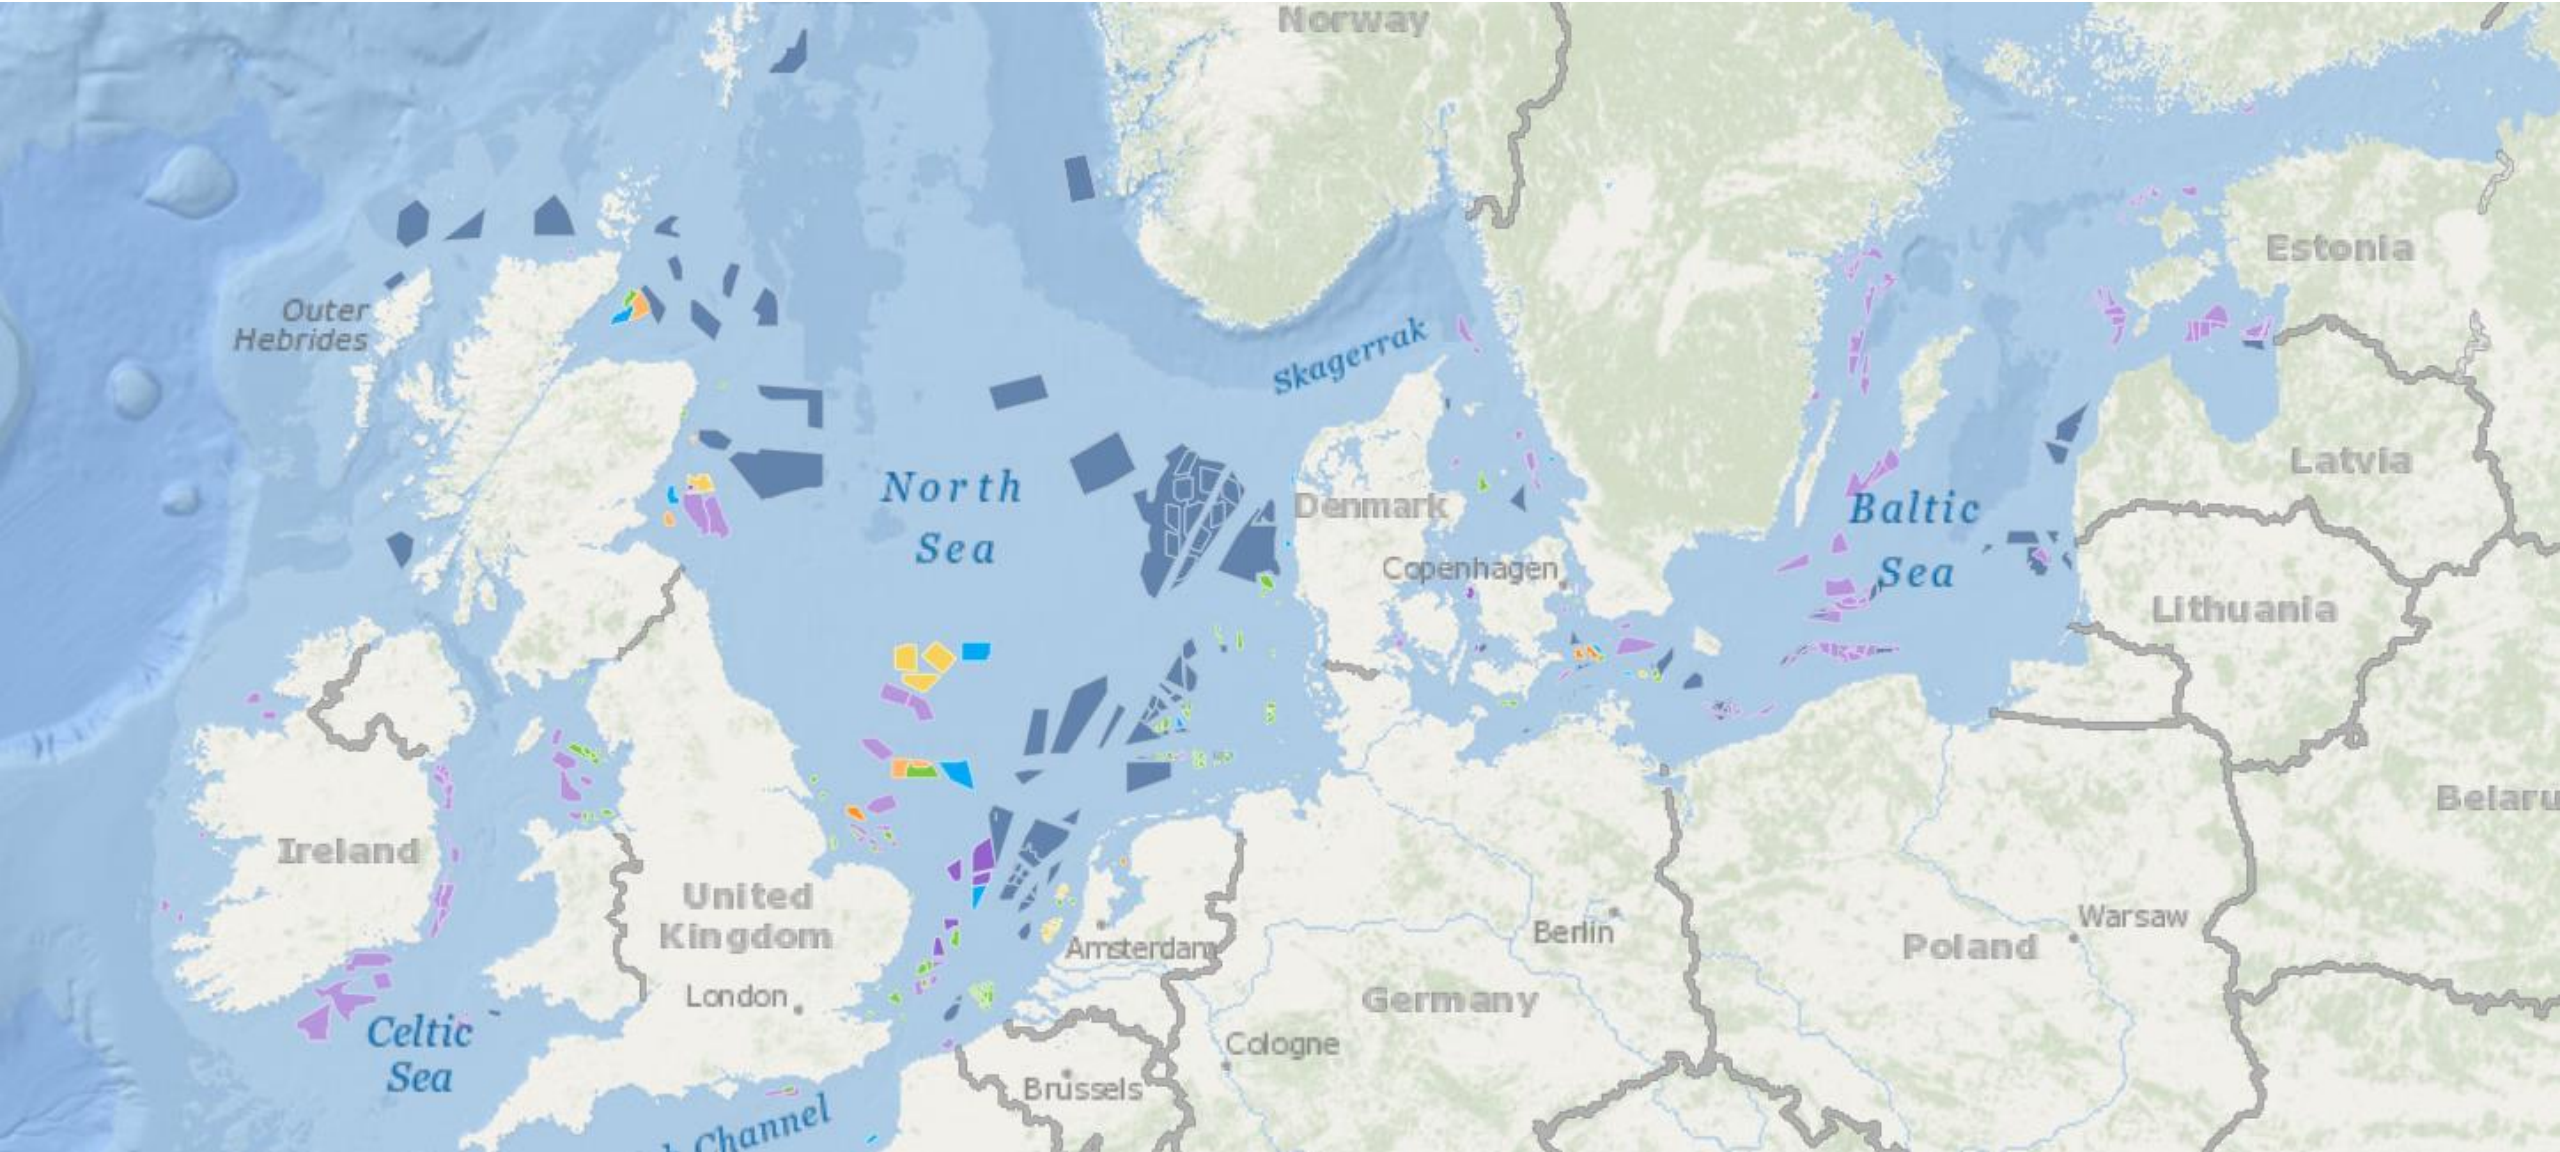 Norway
Outer
Hebrides
Skagerrak
Estonia
Latvia
North
Sea
Denmark
Baltic
Sea
Copenhagen
Lithuania
Belaru
Ireland
United
Kingdom
Amsterdam
Berlin
Warsaw
Poland
London
Germany
Celtic
Sea
Cologne
Brussels
h Channel